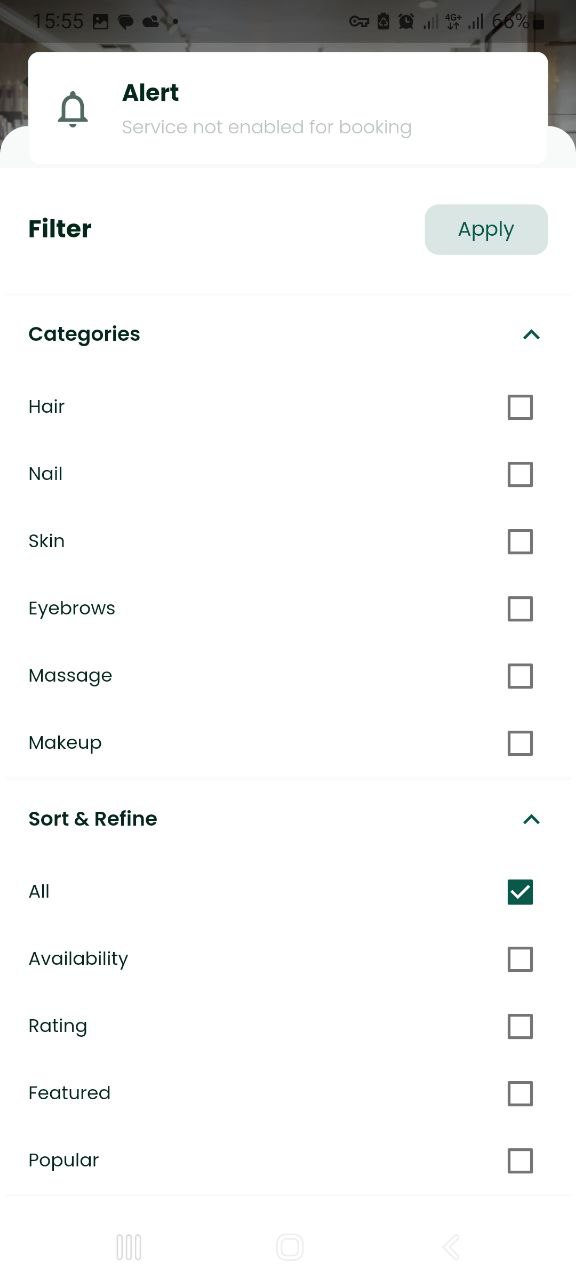 15:55
4G+
66%
Alert
Service not enabled for booking
Filter
Apply
Categories
Hair
Nail
Skin
Eyebrows
Massage
Makeup
Sort & Refine
All
Availability
Rating
Featured
Popular